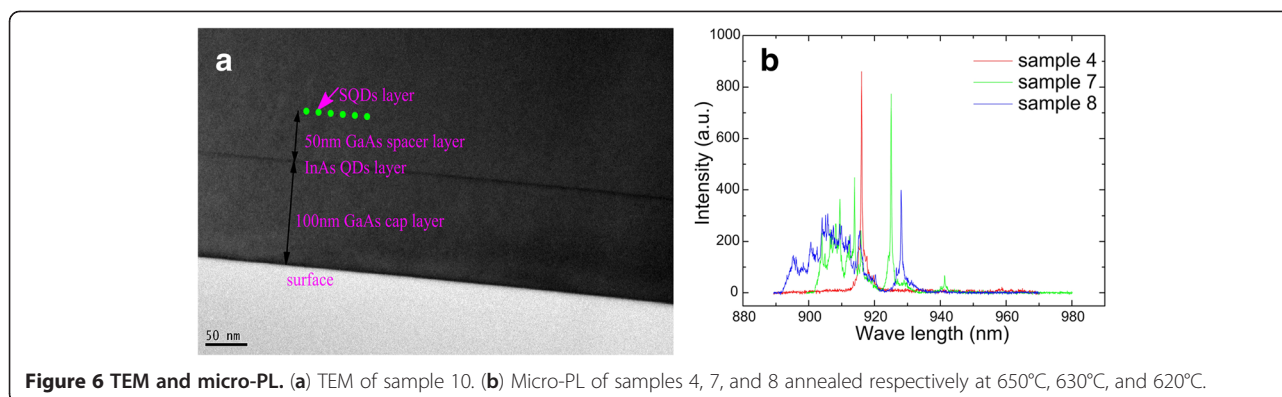 a
SQDs layer
50nm GaAs spacer layer
InAs QDs layer
100nm GaAs cap layer
surface
50 nm
b
1000
800
600
400
200
0
Intensity (a.u.)
sample 4
sample 7
sample 8
880 900 920 940 960 980
Wave length (nm)
Figure 6 TEM and micro-PL. (a) TEM of sample 10. (b) Micro-PL of samples 4, 7, and 8 annealed respectively at 650°C, 630°C, and 620°C.